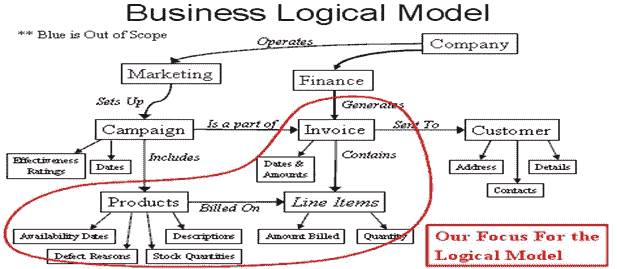 Business Logical Model
** Blue is Out of Scope
Operates
Company
Marketing
Finance
Sets Up
Generates
Campaign
Is a part of
Invoice
Sent To
Customer
Effectiveness
Ratings
Dates
Includes
Dates &
Amounts
Contains
Address
Details
Contacts
Products
Billed On
Line Items
Availability Dates
Descriptions
Amount Billed
Quantity
Defect Reasons
Stock Quantities
Our Focus For the
Logical Model